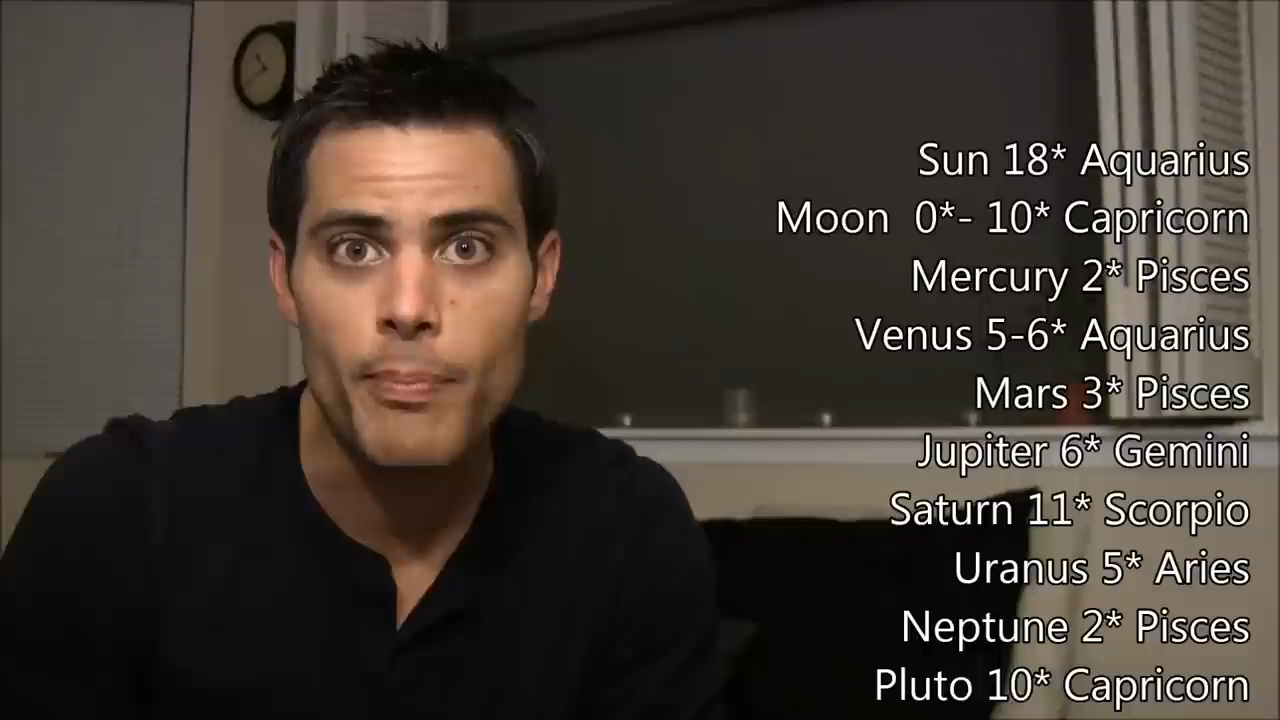 Sun 18* Aquarius
Moon  0*- 10* Capricorn
Mercury 2* Pisces
Venus 5-6* Aquarius
Mars 3* Pisces
Jupiter 6* Gemini
Saturn 11* Scorpio
Uranus 5* Aries
Neptune 2* Pisces
Pluto 10* Capricorn